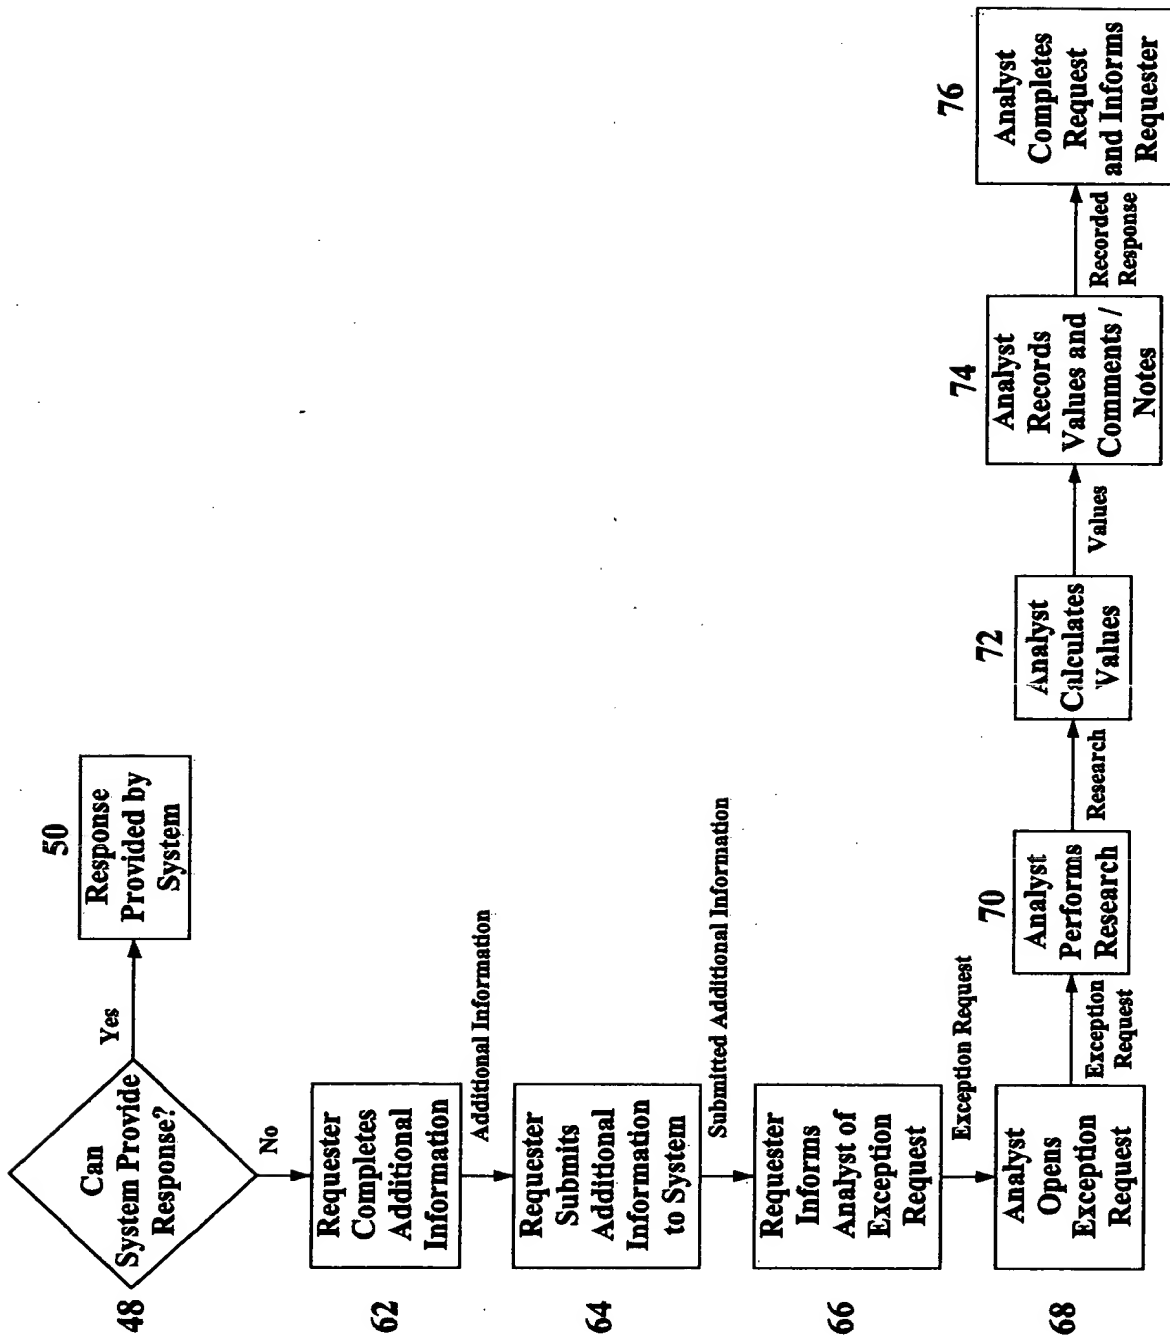 48
Can
System Provide
Response?
Yes
50
Response
Provided by
System
No
62
Requester
Completes
Additional
Information
Additional Information
64
Requester
Submits
Additional
Information
to System
Submitted Additional Information
66
Requester
Informs
Analyst of
Exception
Request
Exception Request
68
Analyst
Opens
Exception
Request
Exception
Request
70
Analyst
Performs
Research
Research
72
Analyst
Calculates
Values
Values
74
Analyst
Records
Values and
Comments /
Notes
Recorded
Response
76
Analyst
Completes
Request
and Informs
Requester